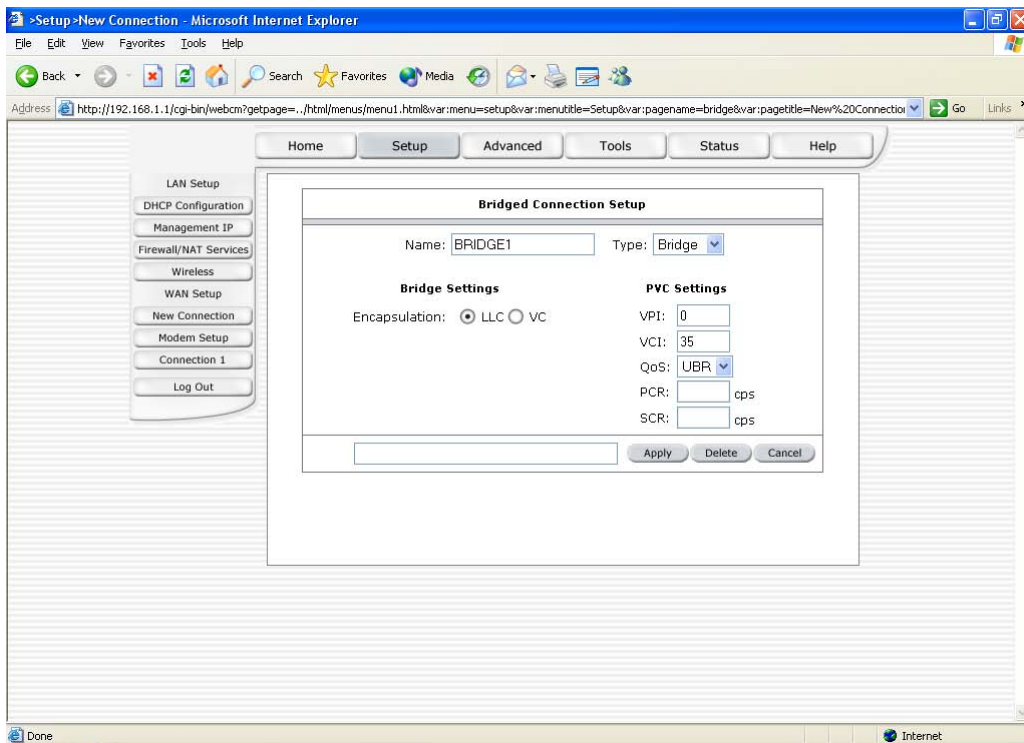 >Setup>New Connection - Microsoft Internet Explorer
File Edit View Favorites Tools Help
Back Search Favorites Media
Address http://192.168.1.1/cgi-bin/webcm?getpage=../html/menus/menu1.html&var:menu=setup&var:menutitle=Setup&var:pagename=bridge&var:pagetitle=New%20Connection Go Links
Home Setup Advanced Tools Status Help
LAN Setup
DHCP Configuration
Management IP
Firewall/NAT Services
Wireless
WAN Setup
New Connection
Modem Setup
Connection 1
Log Out
Bridged Connection Setup
Name: BRIDGE1 Type: Bridge
Bridge Settings PVC Settings
Encapsulation: LLC VC VPI: 0
VCI: 35
QoS: UBR
PCR: cps
SCR: cps
Apply Delete Cancel
Done Internet